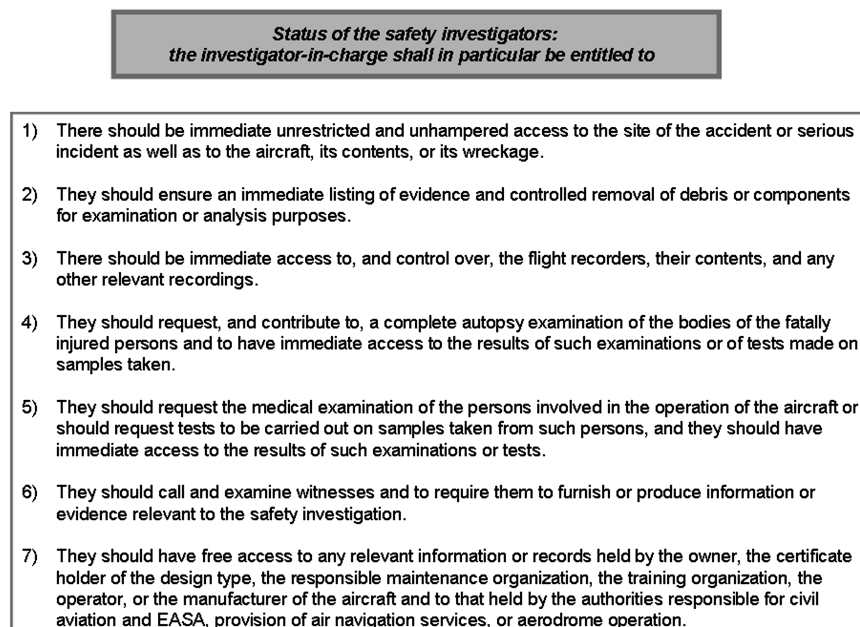 Status of the safety investigators:
the investigator-in-charge shall in particular be entitled to
1) There should be immediate unrestricted and unhampered access to the site of the accident or serious
incident as well as to the aircraft, its contents, or its wreckage.
2) They should ensure an immediate listing of evidence and controlled removal of debris or components
for examination or analysis purposes.
3) There should be immediate access to, and control over, the flight recorders, their contents, and any
other relevant recordings.
4) They should request, and contribute to, a complete autopsy examination of the bodies of the fatally
injured persons and to have immediate access to the results of such examinations or of tests made on
samples taken.
5) They should request the medical examination of the persons involved in the operation of the aircraft or
should request tests to be carried out on samples taken from such persons, and they should have
immediate access to the results of such examinations or tests.
6) They should call and examine witnesses and to require them to furnish or produce information or
evidence relevant to the safety investigation.
7) They should have free access to any relevant information or records held by the owner, the certificate
holder of the design type, the responsible maintenance organization, the training organization, the
operator, or the manufacturer of the aircraft and to that held by the authorities responsible for civil
aviation and EASA, provision of air navigation services, or aerodrome operation.